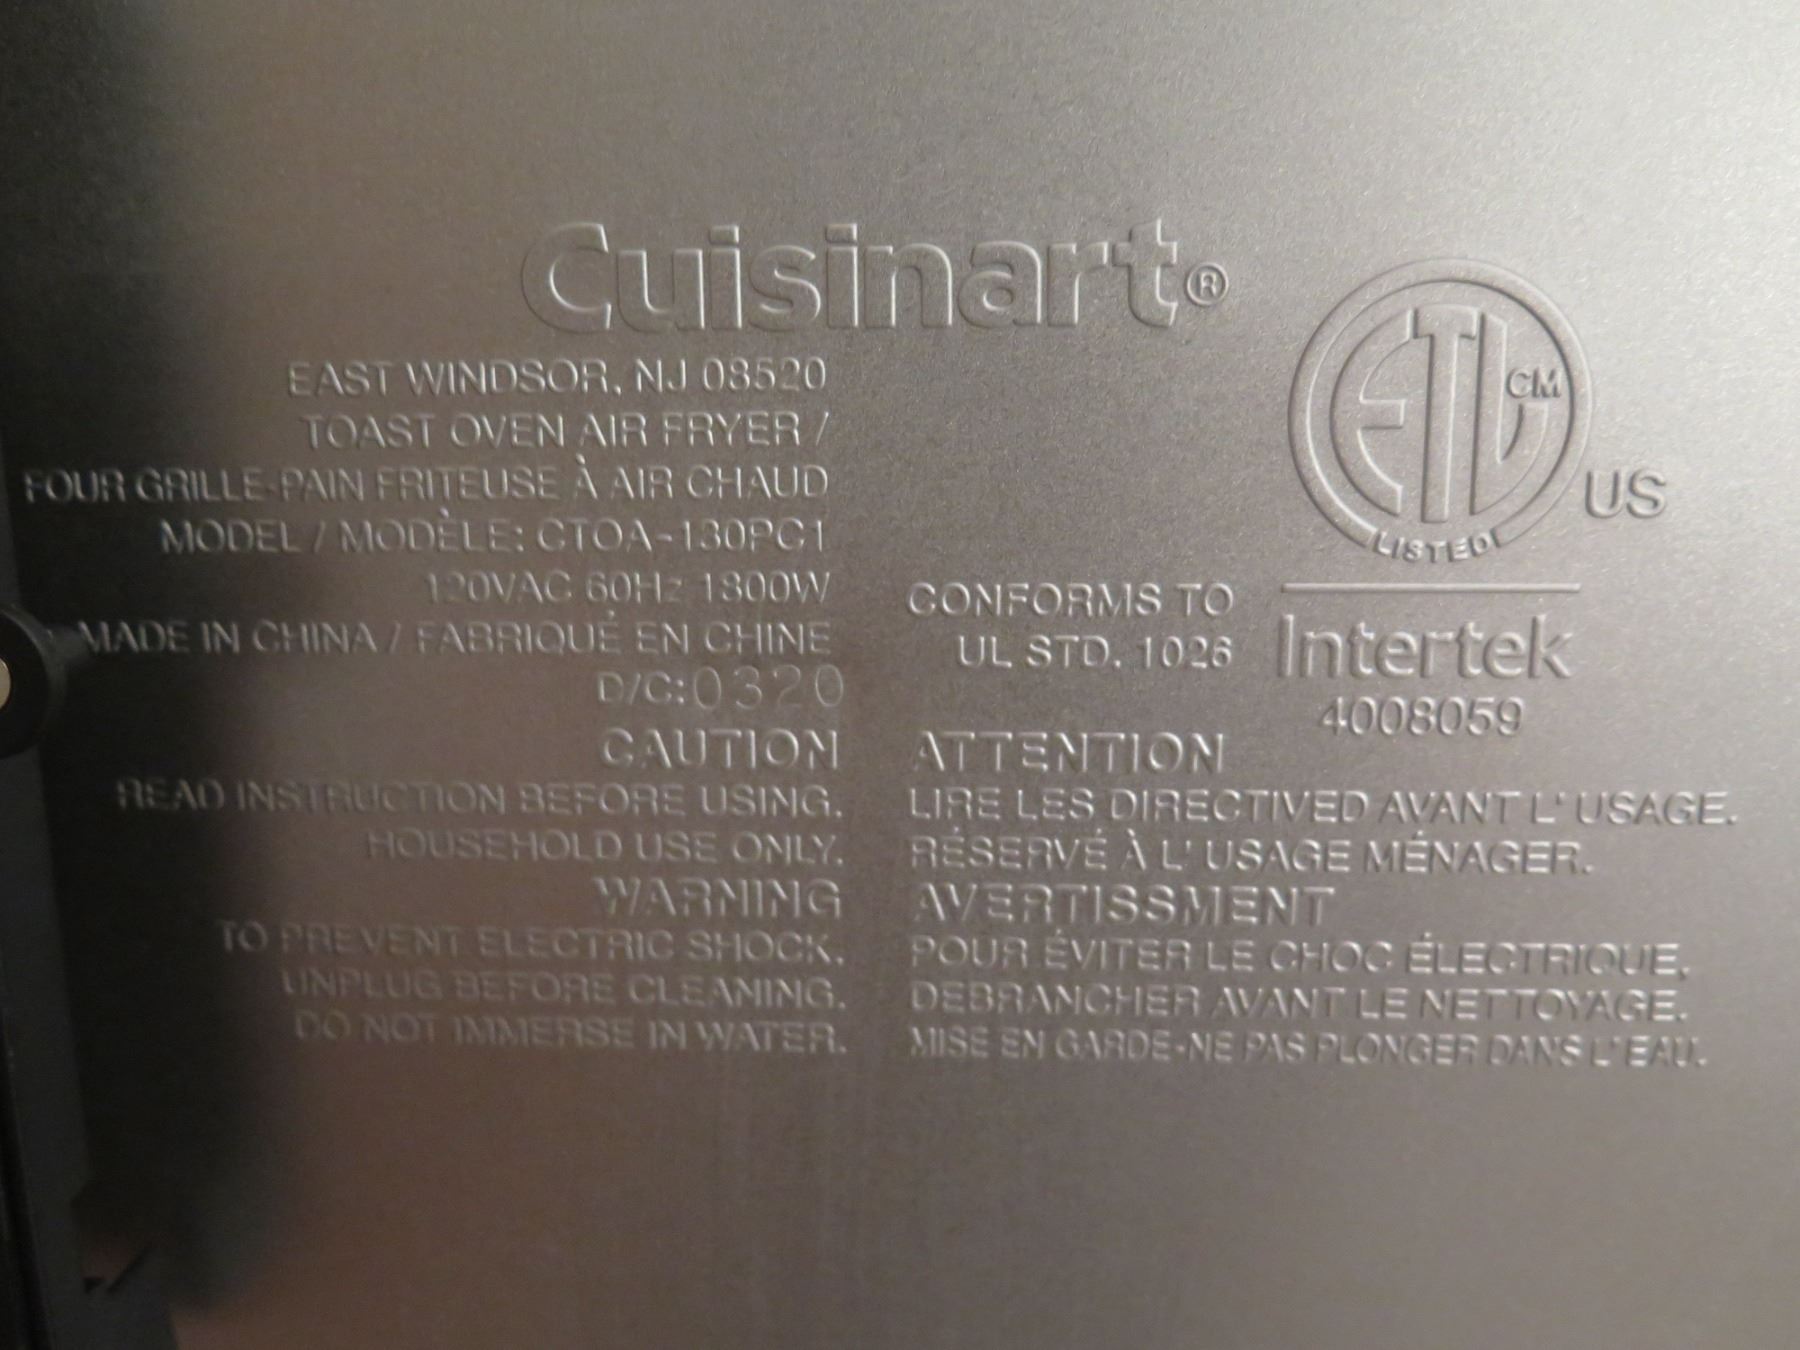 Cuisinart®
EAST WINDSOR, NJ 08520
TOAST OVEN AIR FRYER /
FOUR GRILLE-PAIN FRITEUSE À AIR CHAUD
MODEL / MODÈLE: CTOA-130PC1
120VAC 60Hz 1800W
MADE IN CHINA / FABRIQUÉ EN CHINE
D/C:0320
CAUTION
READ INSTRUCTION BEFORE USING.
HOUSEHOLD USE ONLY.
WARNING
TO PREVENT ELECTRIC SHOCK.
UNPLUG BEFORE CLEANING.
DO NOT IMMERSE IN WATER.
ETL CM
LISTED
US
CONFORMS TO
UL STD. 1026
Intertek
4008059
ATTENTION
LIRE LES DIRECTIVED AVANT L' USAGE.
RÉSERVÉ À L' USAGE MÉNAGER.
AVERTISSMENT
POUR ÉVITER LE CHOC ÉLECTRIQUE,
DEBRANCHER AVANT LE NETTOYAGE.
MISE EN GARDE-NE PAS PLONGER DANS L' EAU.